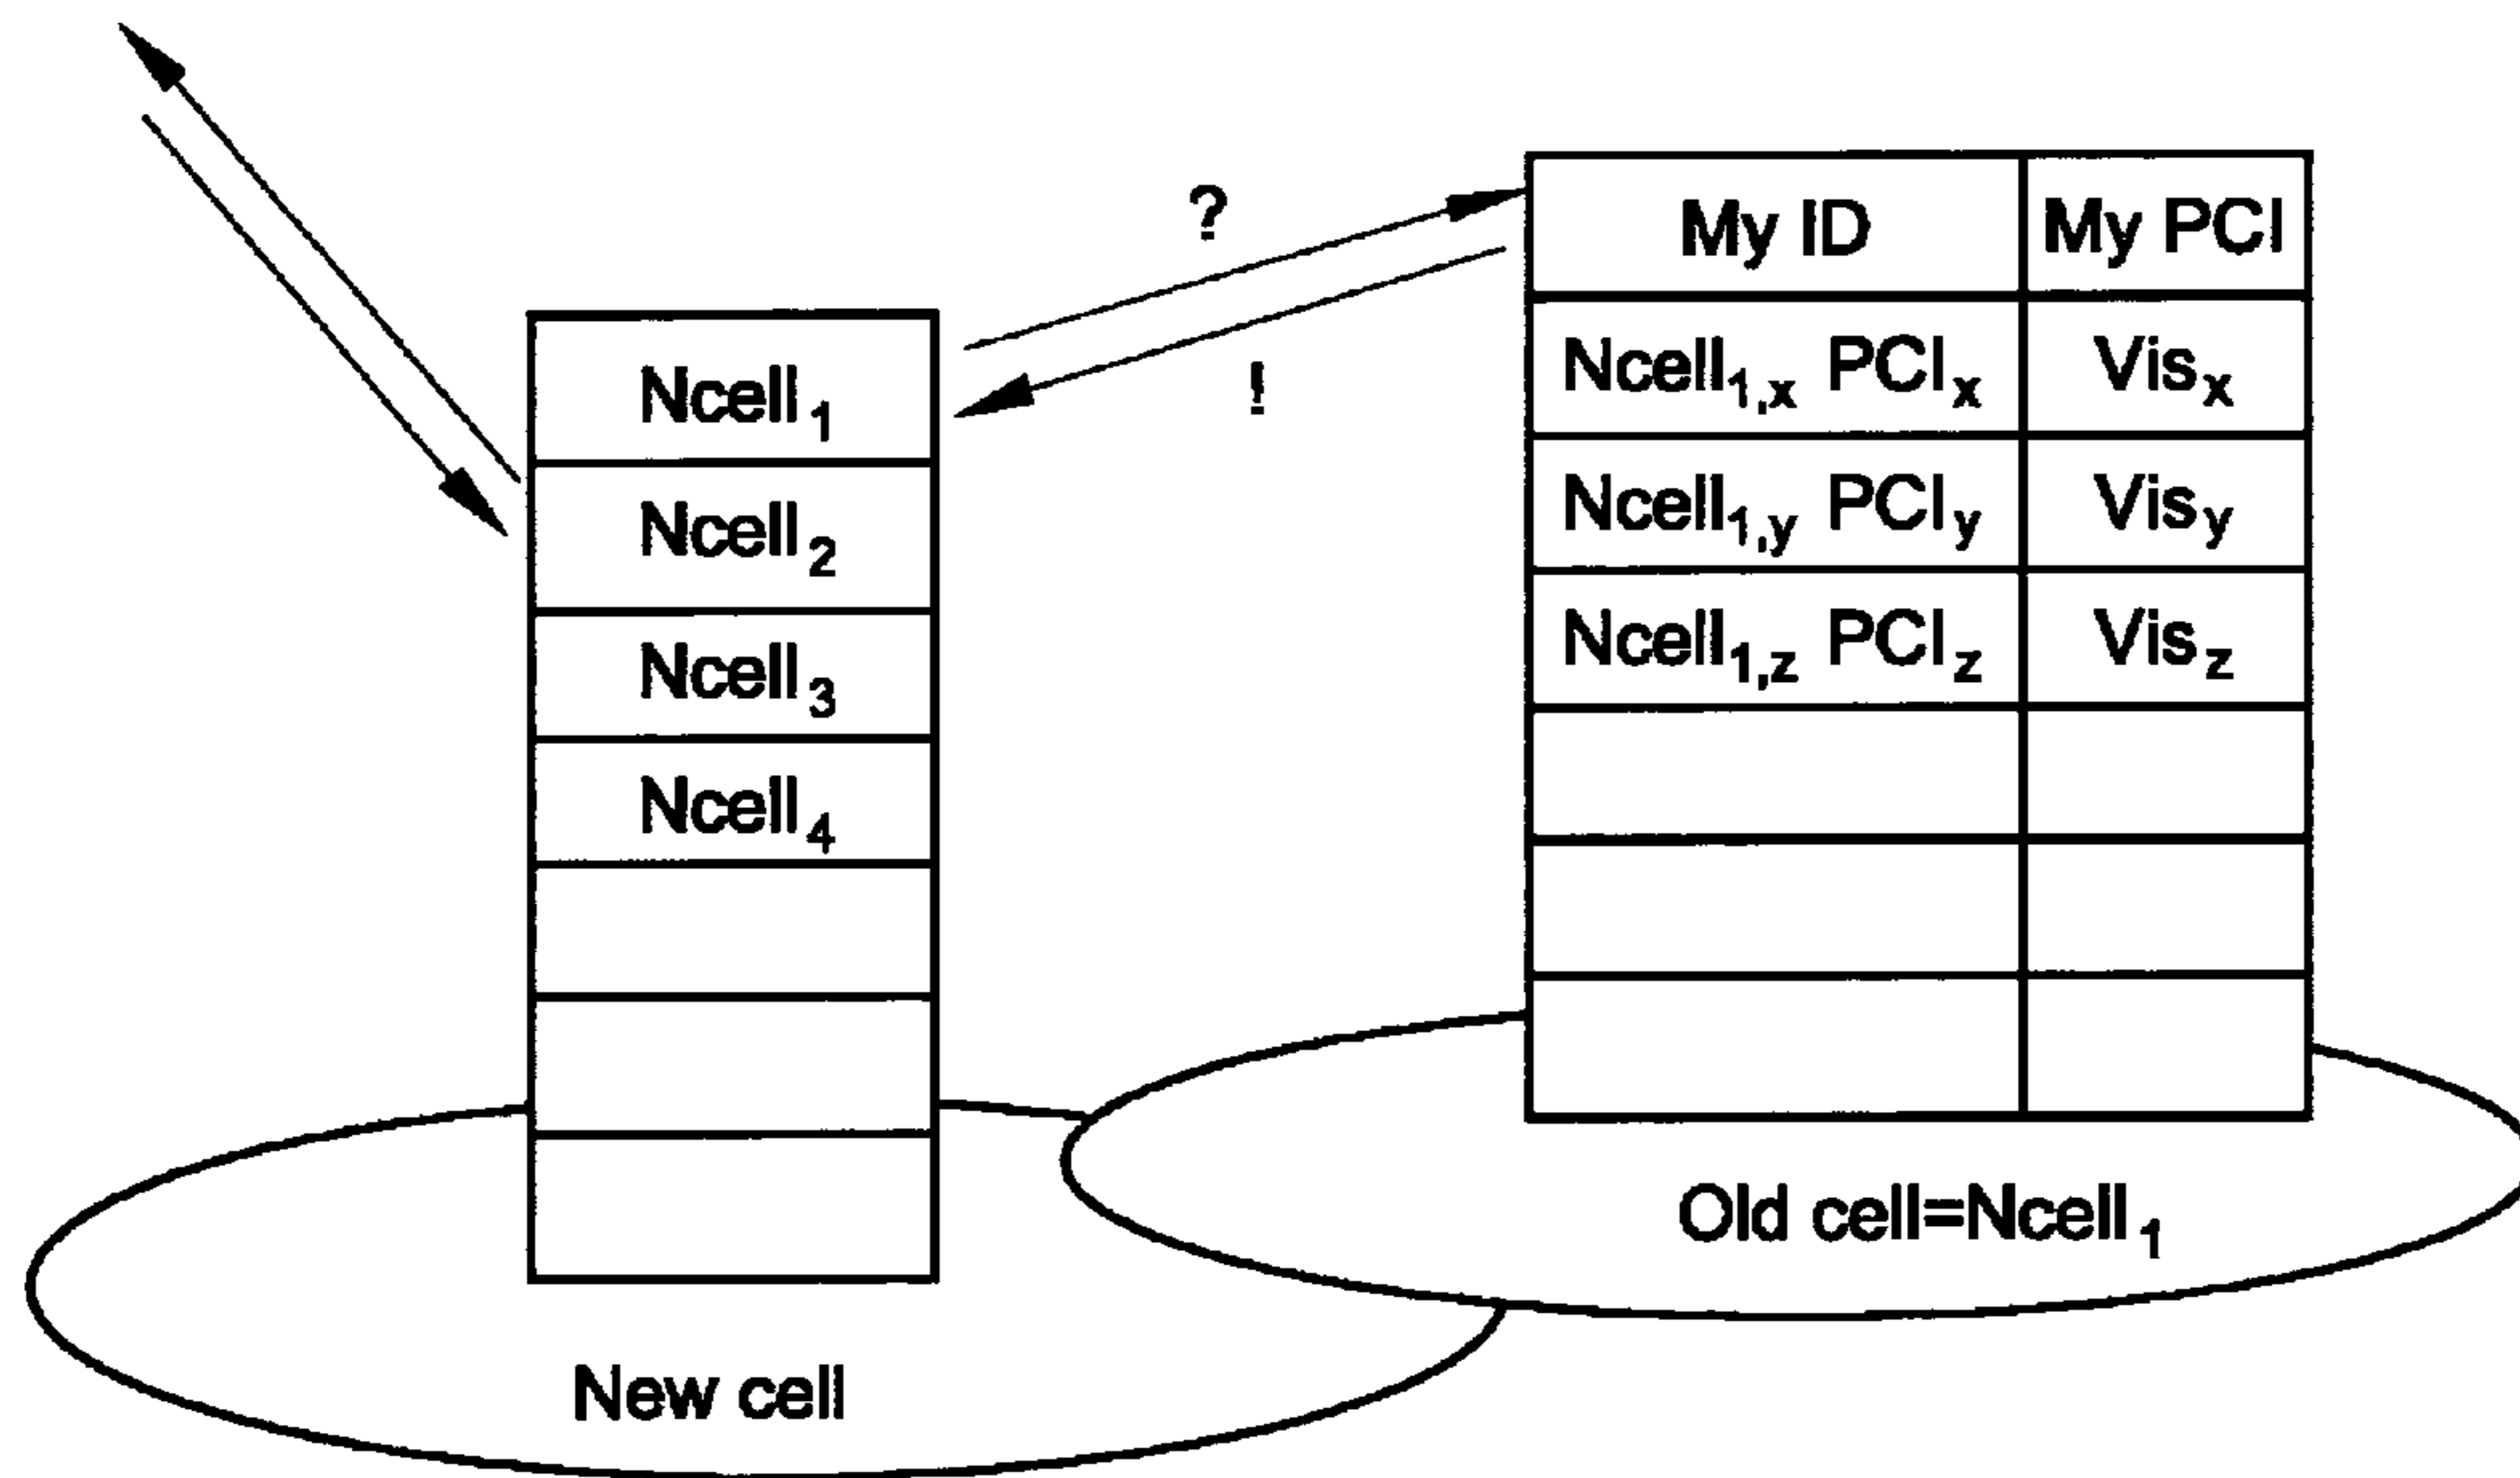 ?
!
Ncell1
Ncell2
Ncell3
Ncell4
New cell
My ID My PCI
Ncell1,x PCIx Visx
Ncell1,y PCIy Visy
Ncell1,z PCIz Visz
Old cell=Ncell1